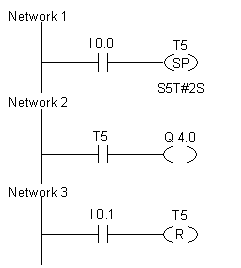 Network 1
I 0.0 T5
SP
S5T#2S
Network 2
T5 Q 4.0
Network 3
I 0.1 T5
R